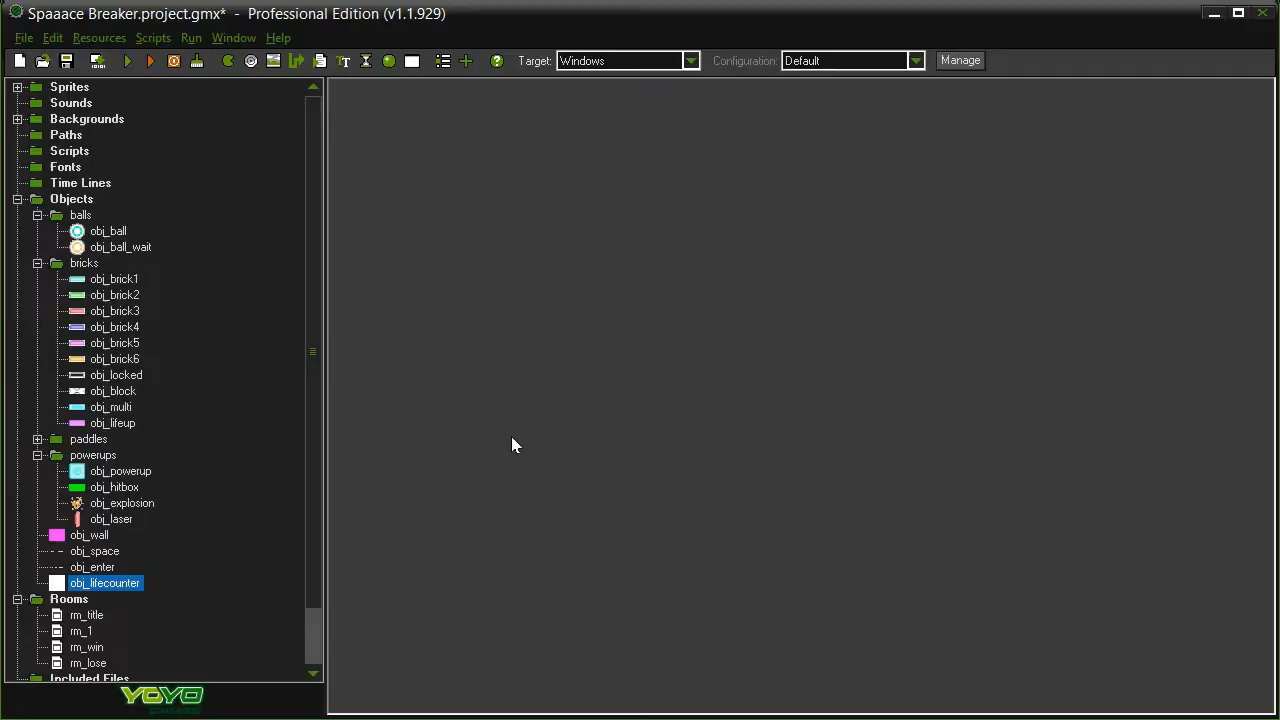 Spaaace Breaker.project.gmx* - Professional Edition (v1.1.929)
File Edit Resources Scripts Run Window Help
Target: Windows Configuration: Default Manage
Sprites
Sounds
Backgrounds
Paths
Scripts
Fonts
Time Lines
Objects
balls
obj_ball
obj_ball_wait
bricks
obj_brick1
obj_brick2
obj_brick3
obj_brick4
obj_brick5
obj_brick6
obj_locked
obj_block
obj_multi
obj_lifeup
paddles
powerups
obj_powerup
obj_hitbox
obj_explosion
obj_laser
obj_wall
obj_space
obj_enter
obj_lifecounter
Rooms
rm_title
rm_1
rm_win
rm_lose
Included Files
YOYO
GAMES